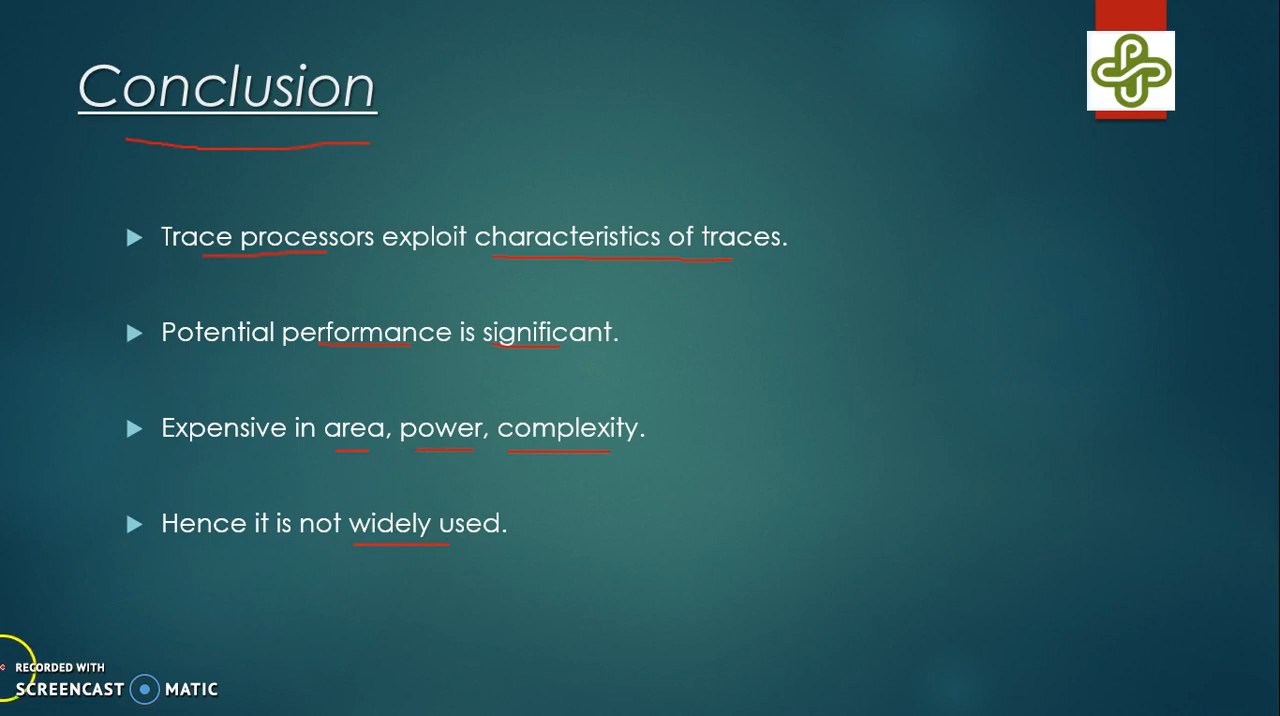 Conclusion
Trace processors exploit characteristics of traces.
Potential performance is significant.
Expensive in area, power, complexity.
Hence it is not widely used.
RECORDED WITH
SCREENCAST MATIC